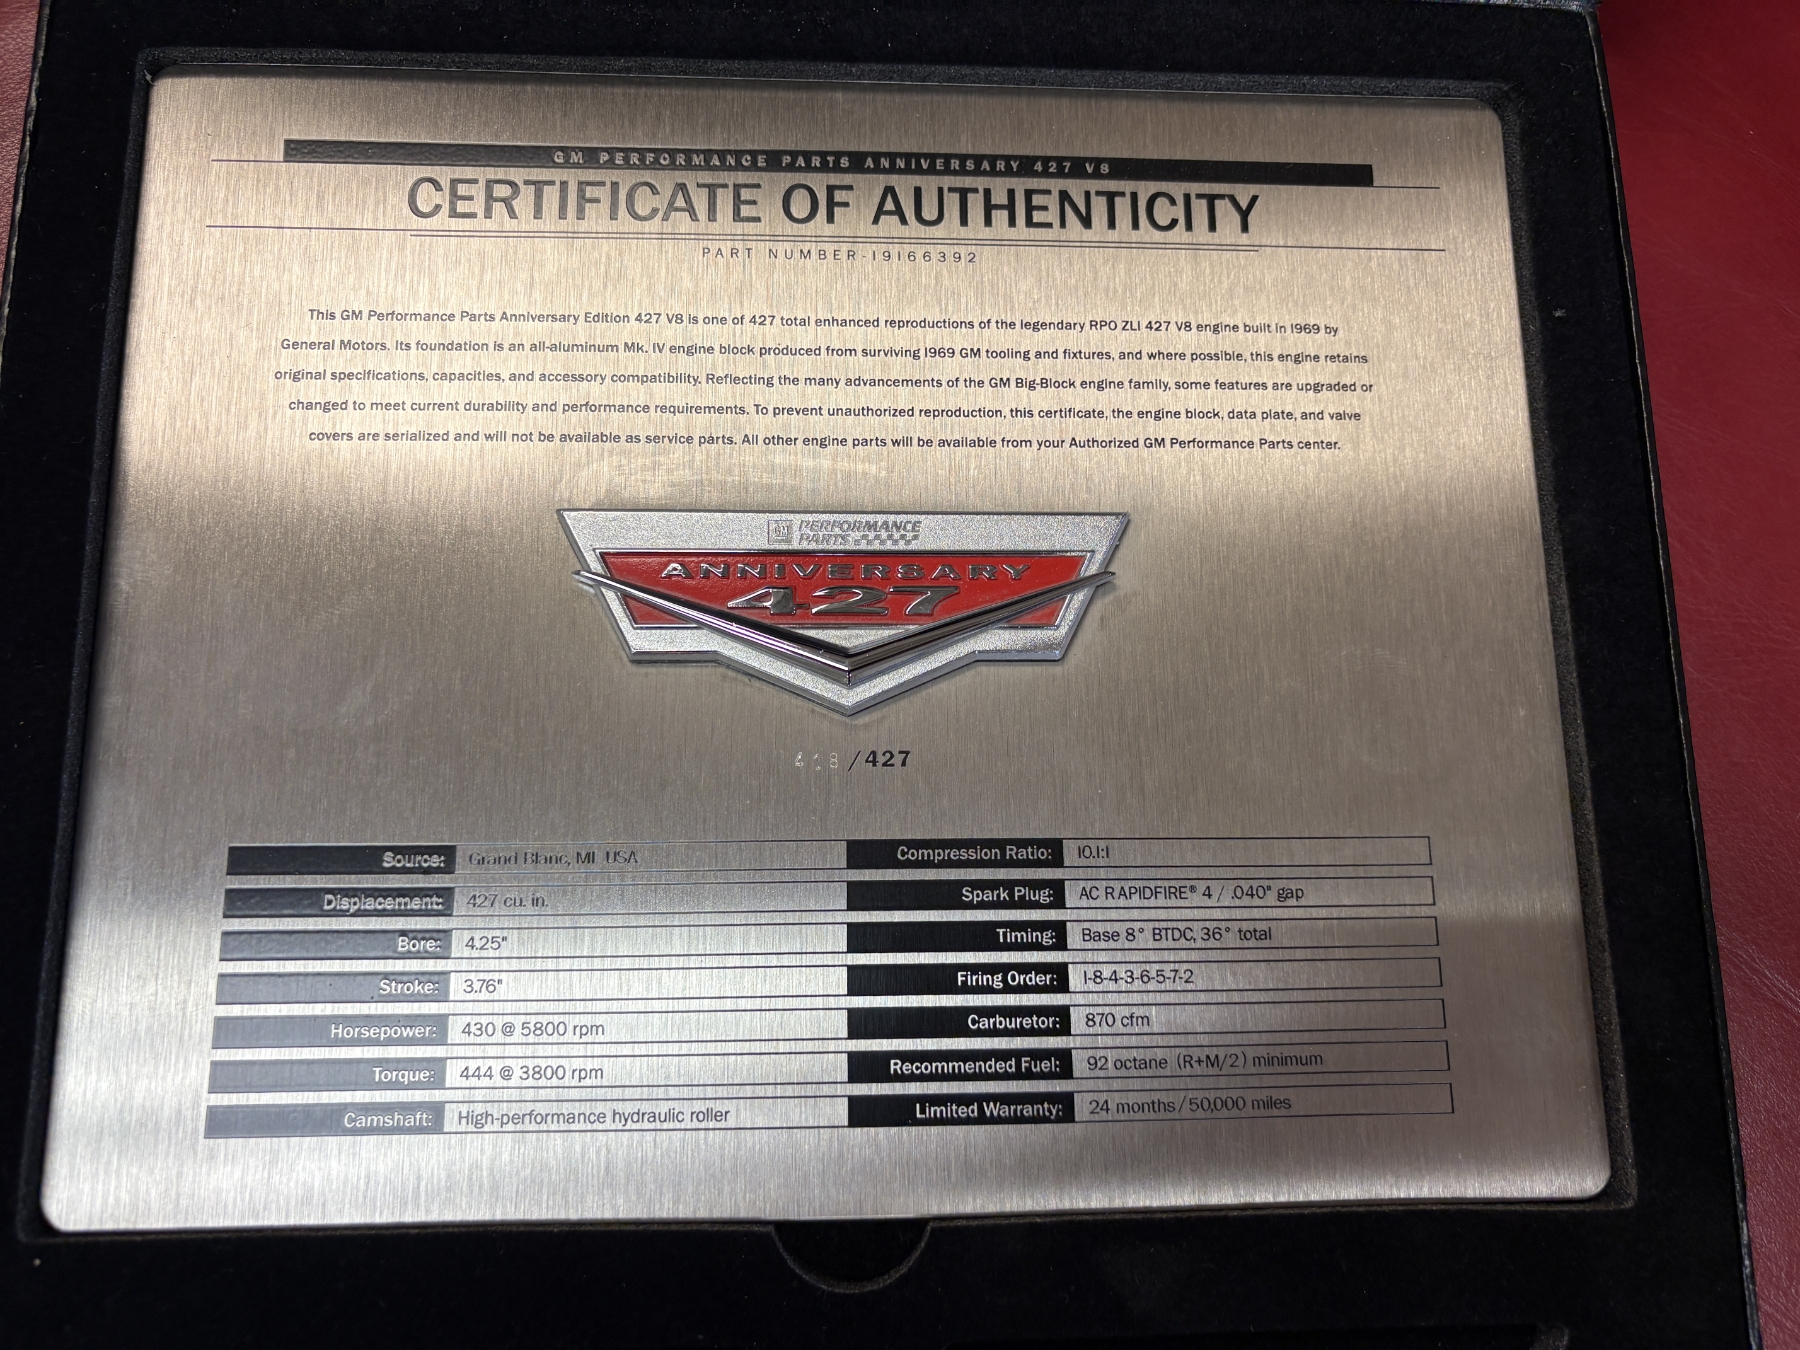 GM PERFORMANCE PARTS ANNIVERSARY 427 V8
CERTIFICATE OF AUTHENTICITY
PART NUMBER-19166392
This GM Performance Parts Anniversary Edition 427 V8 is one of 427 total enhanced reproductions of the legendary RPO ZL1 427 V8 engine built in 1969 by
General Motors. Its foundation is an all-aluminum Mk. IV engine block produced from surviving 1969 GM tooling and fixtures, and where possible, this engine retains
original specifications, capacities, and accessory compatibility. Reflecting the many advancements of the GM Big-Block engine family, some features are upgraded or
changed to meet current durability and performance requirements. To prevent unauthorized reproduction, this certificate, the engine block, data plate, and valve
covers are serialized and will not be available as service parts. All other engine parts will be available from your Authorized GM Performance Parts center.
GM PERFORMANCE
PARTS
ANNIVERSARY
427
/427
Source: Grand Blanc, MI USA
Displacement: 427 cu. in.
Bore: 4.25"
Stroke: 3.76"
Horsepower: 430 @ 5800 rpm
Torque: 444 @ 3800 rpm
Camshaft: High-performance hydraulic roller
Compression Ratio: 10.1:1
Spark Plug: AC RAPIDFIRE® 4 / .040" gap
Timing: Base 8° BTDC, 36° total
Firing Order: 1-8-4-3-6-5-7-2
Carburetor: 870 cfm
Recommended Fuel: 92 octane (R+M/2) minimum
Limited Warranty: 24 months/50,000 miles